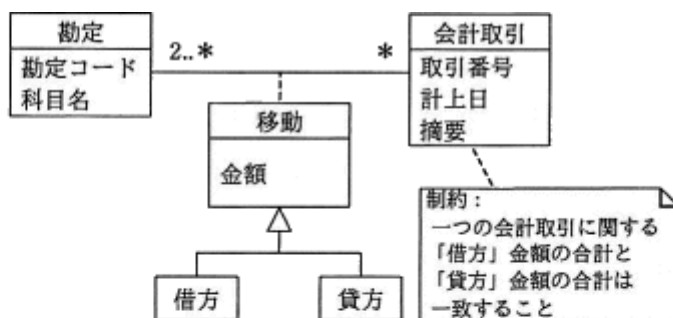 勘定
勘定コード
科目名
2..*
*
会計取引
取引番号
計上日
摘要
移動
金額
借方
貸方
制約：
一つの会計取引に関する
「借方」金額の合計と
「貸方」金額の合計は
一致すること